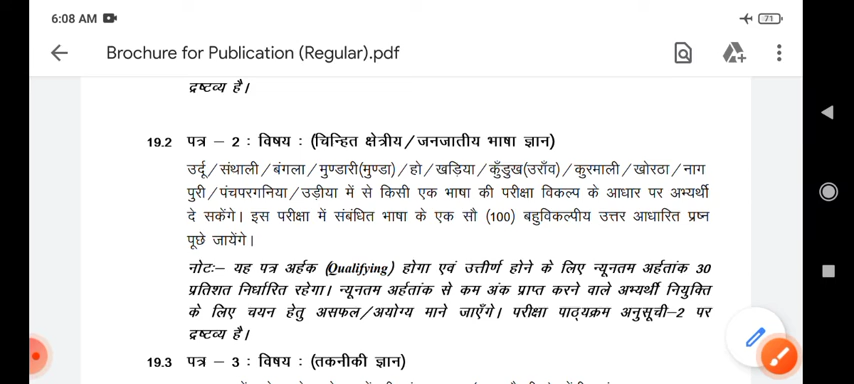 6:08 AM
71
Brochure for Publication (Regular).pdf
द्रष्टव्य है।
19.2 पत्र – 2 : विषय : (चिन्हित क्षेत्रीय/जनजातीय भाषा ज्ञान)
उर्दू/संथाली/बंगला/मुण्डारी(मुण्डा)/हो/खड़िया/कुँडुख(उराँव)/कुरमाली/खोरठा/नाग
पुरी/पंचपरगनिया/उड़ीया में से किसी एक भाषा की परीक्षा विकल्प के आधार पर अभ्यर्थी
दे सकेंगे। इस परीक्षा में संबंधित भाषा के एक सौ (100) बहुविकल्पीय उत्तर आधारित प्रश्न
पूछे जायेंगे।
नोटः– यह पत्र अर्हक (Qualifying) होगा एवं उत्तीर्ण होने के लिए न्यूनतम अर्हतांक 30
प्रतिशत निर्धारित रहेगा। न्यूनतम अर्हतांक से कम अंक प्राप्त करने वाले अभ्यर्थी नियुक्ति
के लिए चयन हेतु असफल/अयोग्य माने जाएँगे। परीक्षा पाठ्यक्रम अनुसूची–2 पर
द्रष्टव्य है।
19.3 पत्र – 3 : विषय : (तकनीकी ज्ञान)